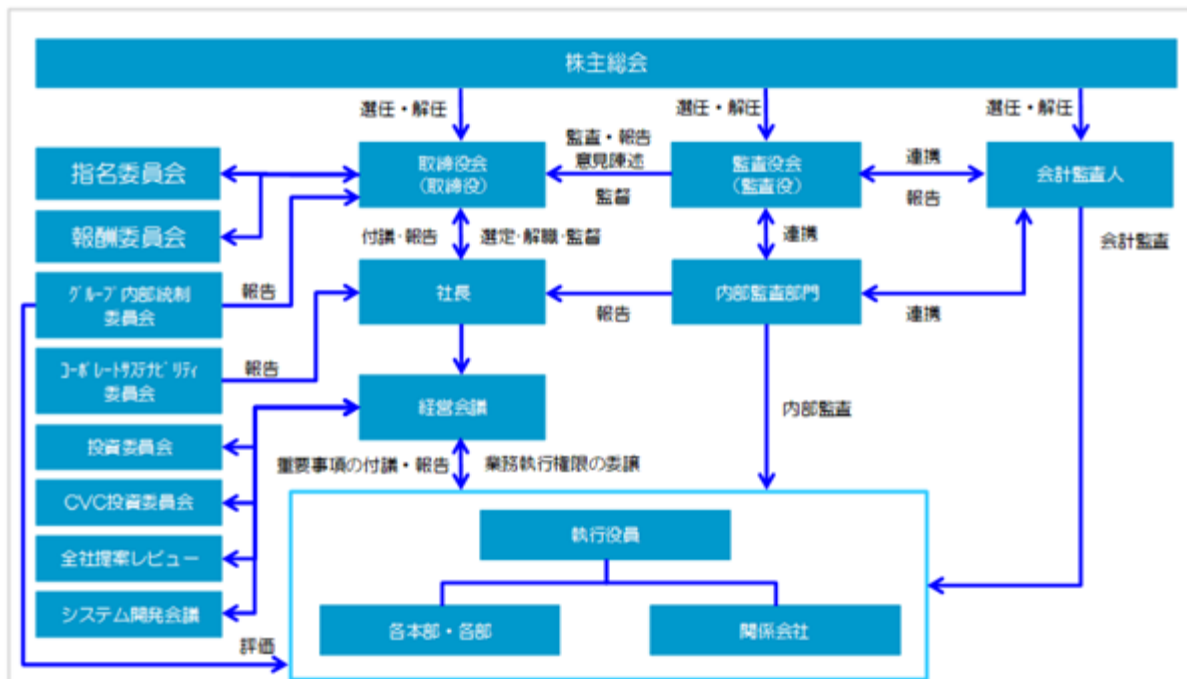 株主総会
選任・解任
選任・解任
選任・解任
指名委員会
取締役会
（取締役）
監査・報告
意見陳述
監督
監査役会
（監査役）
連携
報告
会計監査人
報酬委員会
付議・報告
選定・解職・監督
連携
会計監査
グループ内部統制
委員会
報告
社長
報告
内部監査部門
連携
コーポレートサステナビリティ
委員会
報告
経営会議
内部監査
投資委員会
重要事項の付議・報告
業務執行権限の委譲
CVC投資委員会
全社提案レビュー
執行役員
システム開発会議
各本部・各部
関係会社
評価